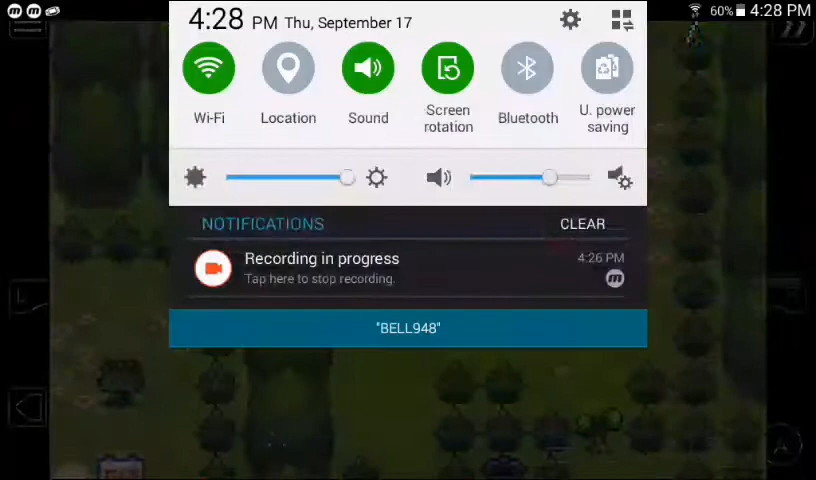 4:28 PM Thu, September 17
60% 4:28 PM
Wi-Fi
Location
Sound
Screen rotation
Bluetooth
U. power saving
NOTIFICATIONS
CLEAR
Recording in progress
4:26 PM
Tap here to stop recording.
"BELL948"
L
A